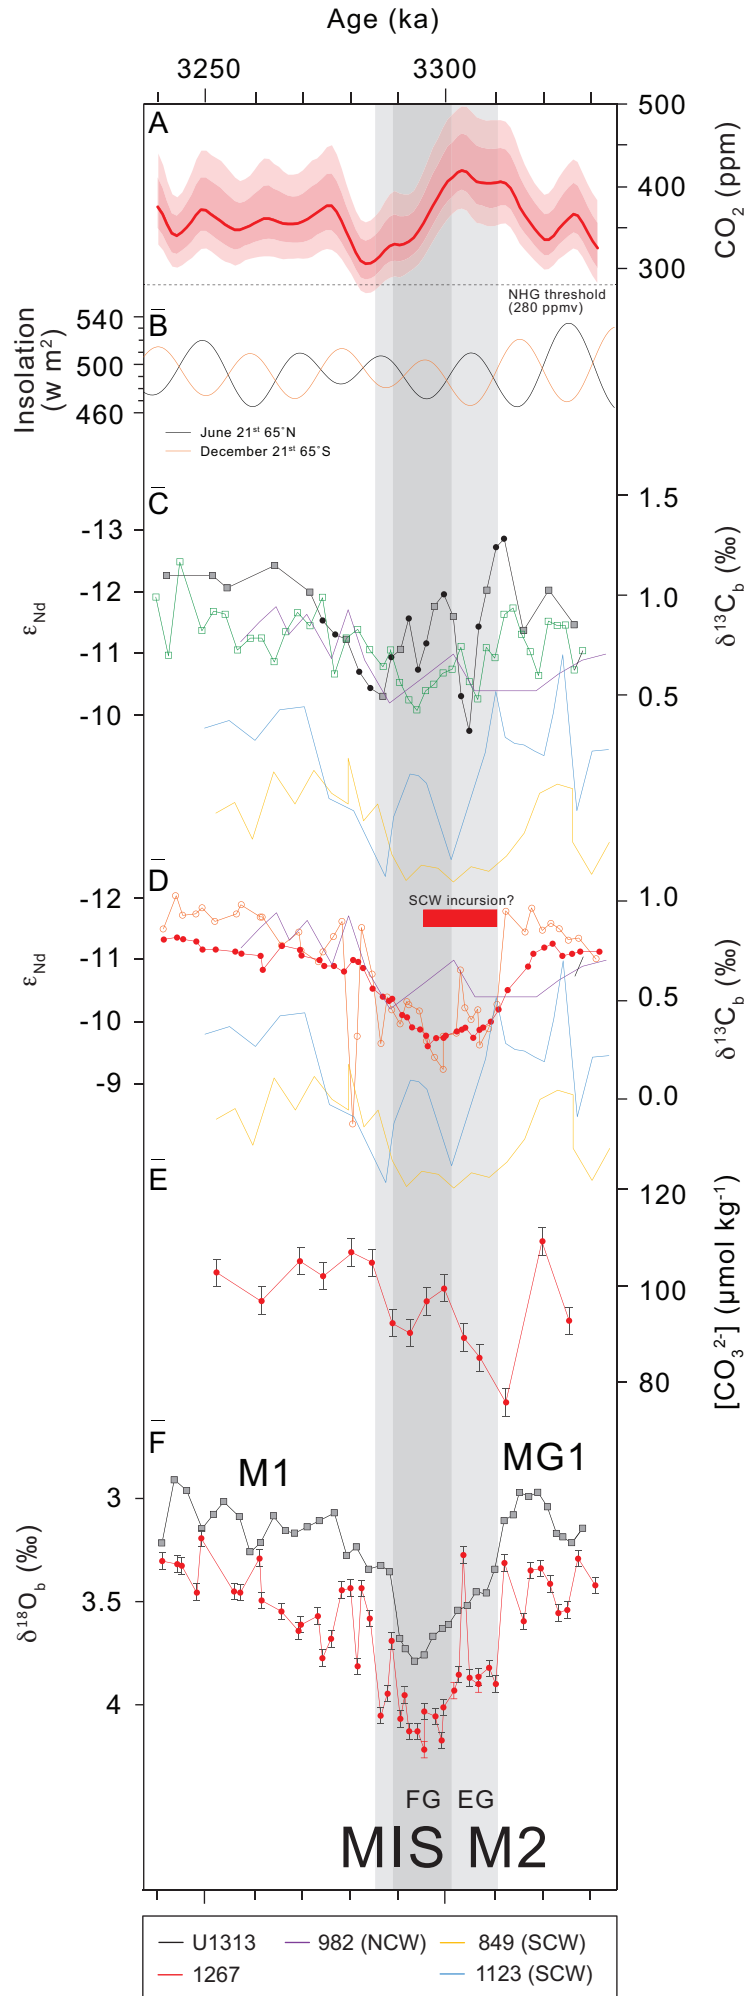 Age (ka)
3250 3300
A
500
400
300
CO2 (ppm)
NHG threshold
(280 ppmv)
B
540
500
460
Insolation
(w m²)
June 21st 65°N
December 21st 65°S
C
-13
-12
-11
-10
εNd
1.5
1.0
0.5
δ¹³Cb (‰)
D
SCW incursion?
-12
-11
-10
-9
εNd
1.0
0.5
0.0
δ¹³Cb (‰)
E
120
100
80
[CO3²⁻] (µmol kg⁻¹)
F
M1
MG1
3
3.5
4
δ¹⁸Ob (‰)
FG EG
MIS M2
U1313 982 (NCW) 849 (SCW)
1267 1123 (SCW)